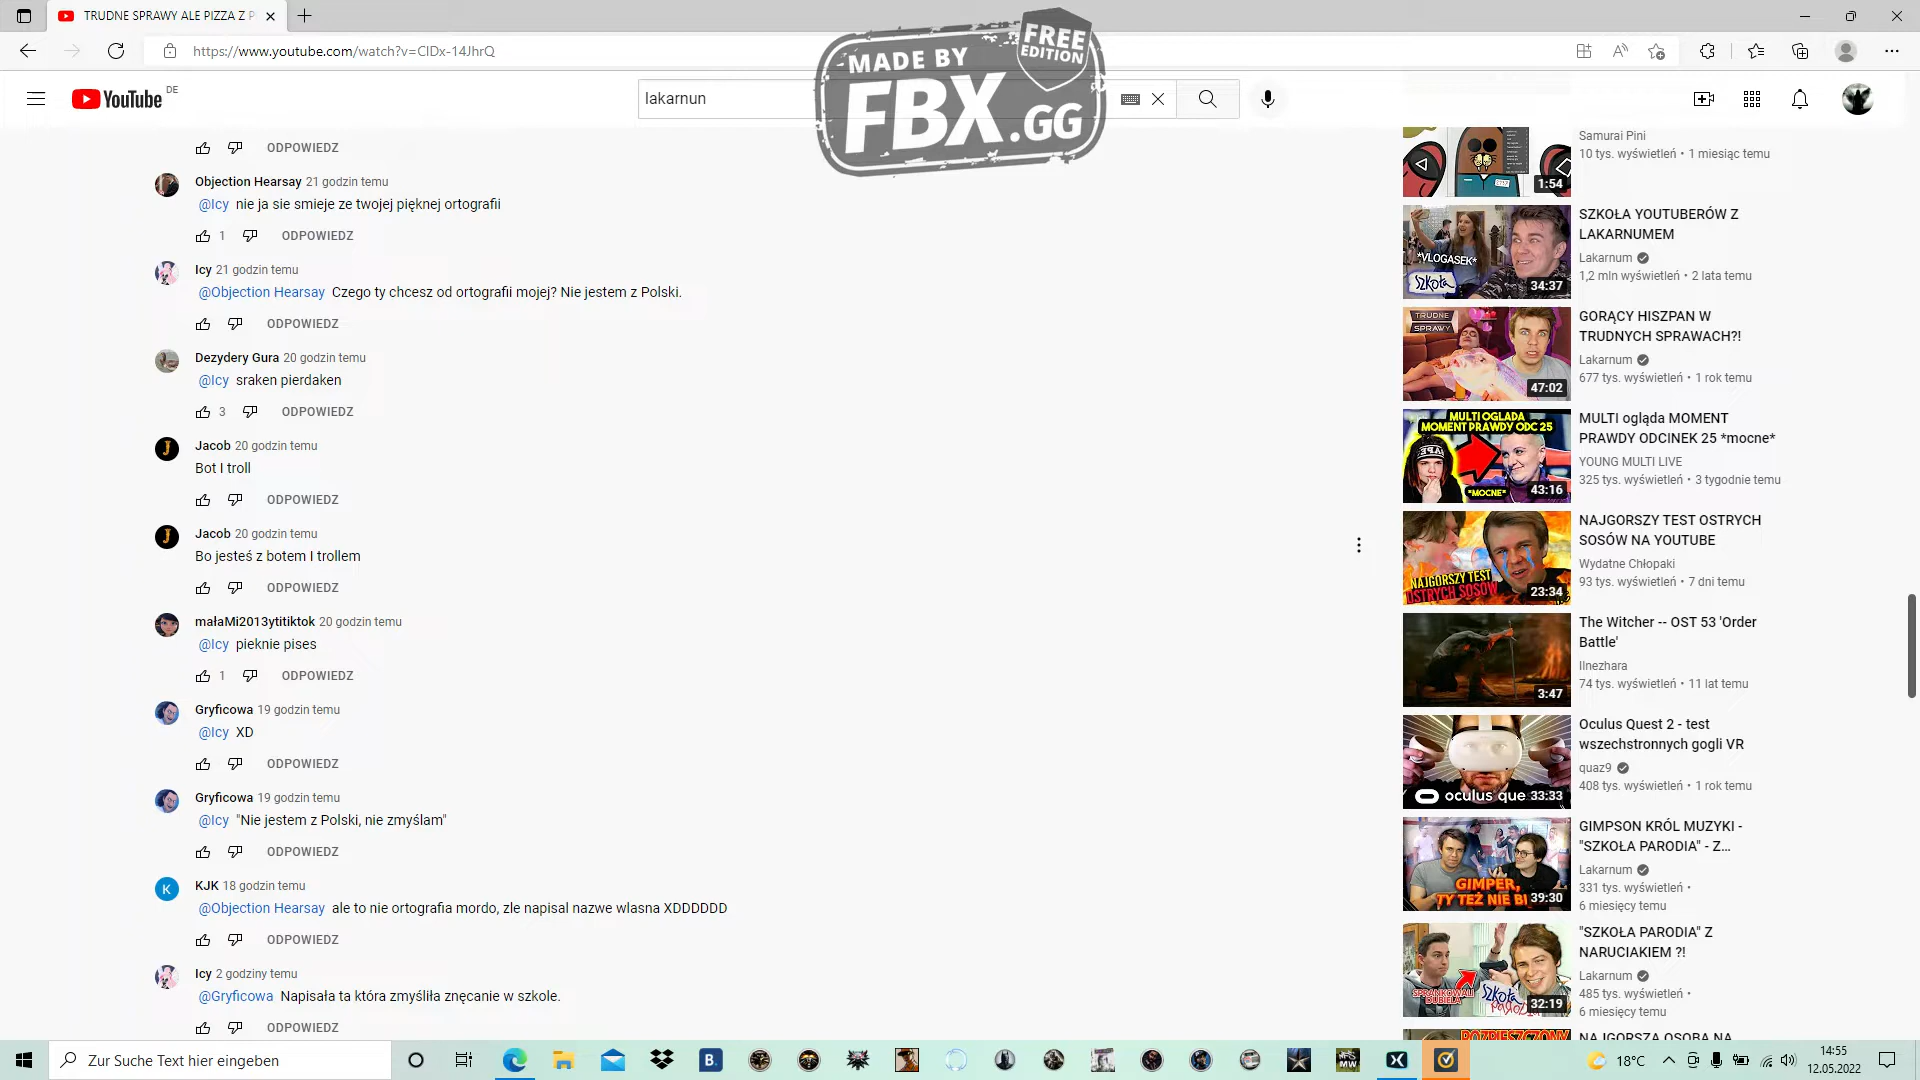 TRUDNE SPRAWY ALE PIZZA Z P
https://www.youtube.com/watch?v=CIDx-14JhrQ
MADE BY
FBX.GG
FREE
EDITION
YouTube DE
lakarnun
ODPOWIEDZ
Objection Hearsay 21 godzin temu
@Icy nie ja sie smieje ze twojej pięknej ortografii
1 ODPOWIEDZ
Icy 21 godzin temu
@Objection Hearsay Czego ty chcesz od ortografii mojej? Nie jestem z Polski.
ODPOWIEDZ
Dezydery Gura 20 godzin temu
@Icy sraken pierdaken
3 ODPOWIEDZ
Jacob 20 godzin temu
Bot I troll
ODPOWIEDZ
Jacob 20 godzin temu
Bo jesteś z botem I trollem
ODPOWIEDZ
małaMi2013ytitiktok 20 godzin temu
@Icy pieknie pises
1 ODPOWIEDZ
Gryficowa 19 godzin temu
@Icy XD
ODPOWIEDZ
Gryficowa 19 godzin temu
@Icy "Nie jestem z Polski, nie zmyślam"
ODPOWIEDZ
K
KJK 18 godzin temu
@Objection Hearsay ale to nie ortografia mordo, zle napisal nazwe wlasna XDDDDDD
ODPOWIEDZ
Icy 2 godziny temu
@Gryficowa Napisała ta która zmyśliła znęcanie w szkole.
ODPOWIEDZ
Samurai Pini
10 tys. wyświetleń • 1 miesiąc temu
1:54
SZKOŁA YOUTUBERÓW Z
LAKARNUMEM
Lakarnum
1,2 mln wyświetleń • 2 lata temu
*VLOGASEK*
SZKOŁA
34:37
GORĄCY HISZPAN W
TRUDNYCH SPRAWACH?!
Lakarnum
677 tys. wyświetleń • 1 rok temu
TRUDNE
SPRAWY
47:02
MULTI ogląda MOMENT
PRAWDY ODCINEK 25 *mocne*
YOUNG MULTI LIVE
325 tys. wyświetleń • 3 tygodnie temu
MULTI OGLĄDA
MOMENT PRAWDY ODC 25
*MOCNE*
43:16
NAJGORSZY TEST OSTRYCH
SOSÓW NA YOUTUBE
Wydatne Chłopaki
93 tys. wyświetleń • 7 dni temu
NAJGORSZY TEST
OSTRYCH SOSÓW
23:34
The Witcher -- OST 53 'Order
Battle'
Ilnezhara
74 tys. wyświetleń • 11 lat temu
3:47
Oculus Quest 2 - test
wszechstronnych gogli VR
quaz9
408 tys. wyświetleń • 1 rok temu
oculus que
33:33
GIMPSON KRÓL MUZYKI -
"SZKOŁA PARODIA" - Z...
Lakarnum
331 tys. wyświetleń •
6 miesięcy temu
GIMPER,
TY TEŻ NIE BI
39:30
"SZKOŁA PARODIA" Z
NARUCIAKIEM ?!
Lakarnum
485 tys. wyświetleń •
6 miesięcy temu
SPRANKOWALI
DUBIELA
SZKOŁA
PARODIA
32:19
NAJGORSZA OSOBA NA
ROZPIESZCZONY
Zur Suche Text hier eingeben
B.
18°C
14:55
12.05.2022